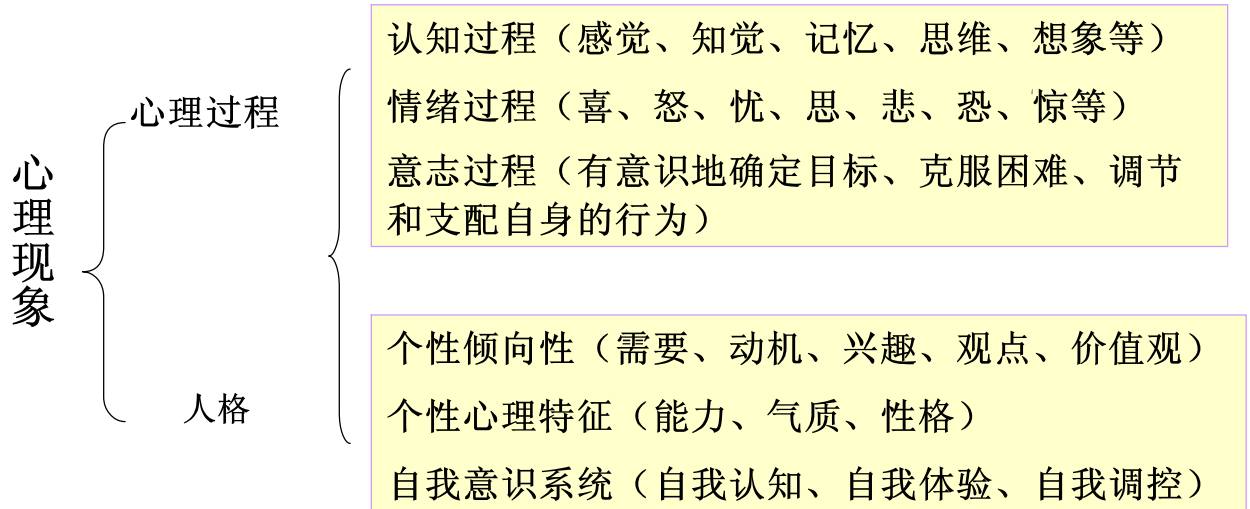 心理现象
心理过程
认知过程（感觉、知觉、记忆、思维、想象等）
情绪过程（喜、怒、忧、思、悲、恐、惊等）
意志过程（有意识地确定目标、克服困难、调节
和支配自身的行为）
人格
个性倾向性（需要、动机、兴趣、观点、价值观）
个性心理特征（能力、气质、性格）
自我意识系统（自我认知、自我体验、自我调控）